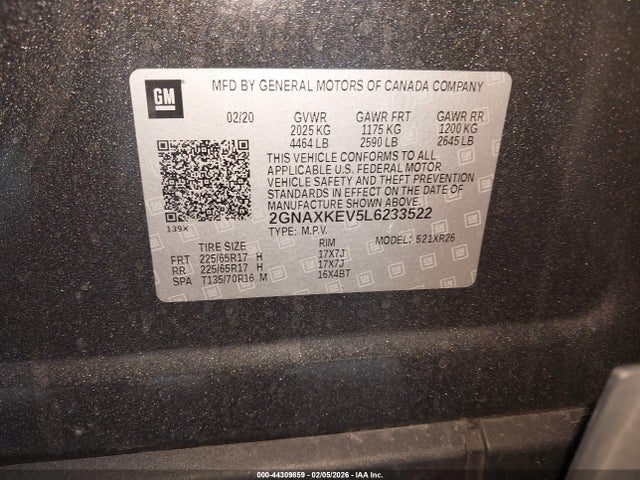 GM
MFD BY GENERAL MOTORS OF CANADA COMPANY
02/20 GVWR GAWR FRT GAWR RR
2025 KG 1175 KG 1200 KG
4464 LB 2590 LB 2645 LB
THIS VEHICLE CONFORMS TO ALL
APPLICABLE U.S. FEDERAL MOTOR
VEHICLE SAFETY AND THEFT PREVENTION
STANDARDS IN EFFECT ON THE DATE
OF MANUFACTURE SHOWN ABOVE.
2GNAXKEV5L6233522
139X TYPE: M.P.V. MODEL: 521XR26
TIRE SIZE RIM
FRT 225/65R17 H 17X7J
RR 225/65R17 H 17X7J
SPA T135/70R16 M 16X4BT
000-44309859 - 02/05/2026 - IAA Inc.